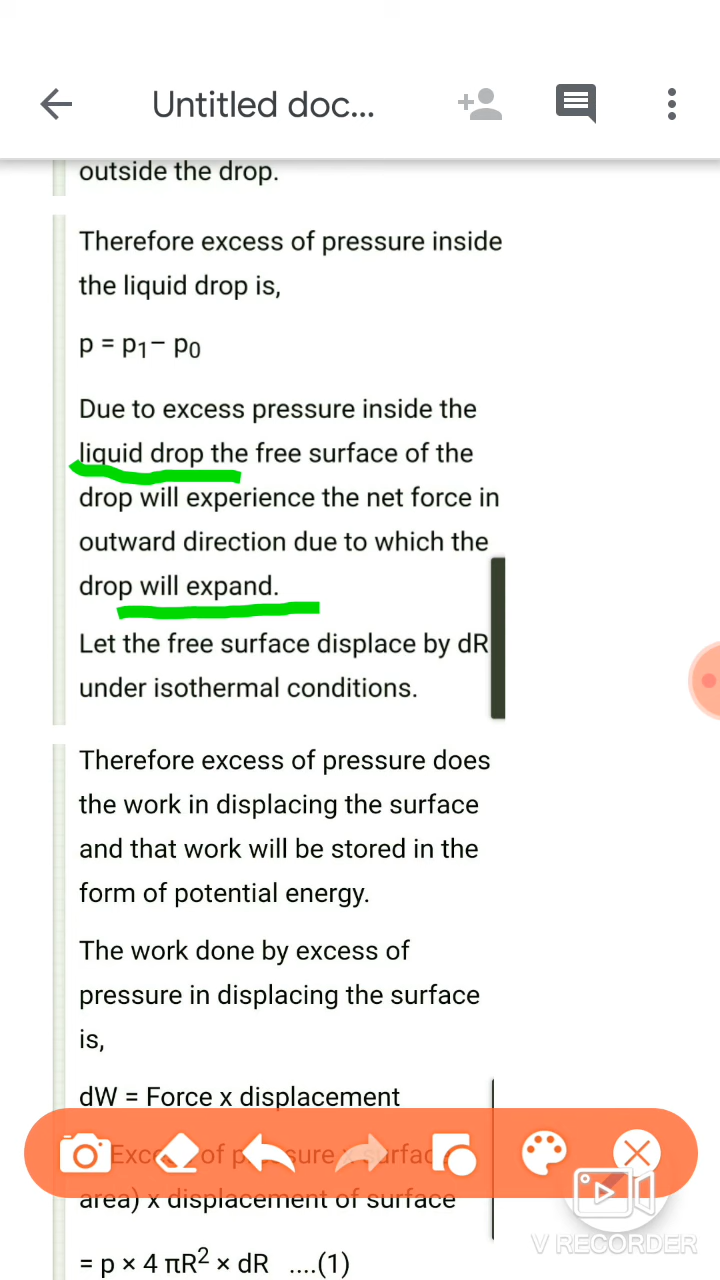 Untitled doc...
outside the drop.
Therefore excess of pressure inside
the liquid drop is,
p = p₁− p₀
Due to excess pressure inside the
liquid drop the free surface of the
drop will experience the net force in
outward direction due to which the
drop will expand.
Let the free surface displace by dR
under isothermal conditions.
Therefore excess of pressure does
the work in displacing the surface
and that work will be stored in the
form of potential energy.
The work done by excess of
pressure in displacing the surface
is,
dW = Force x displacement
of
area) x displacement of surface
= p × 4 πR² × dR ....(1)
V RECORDER